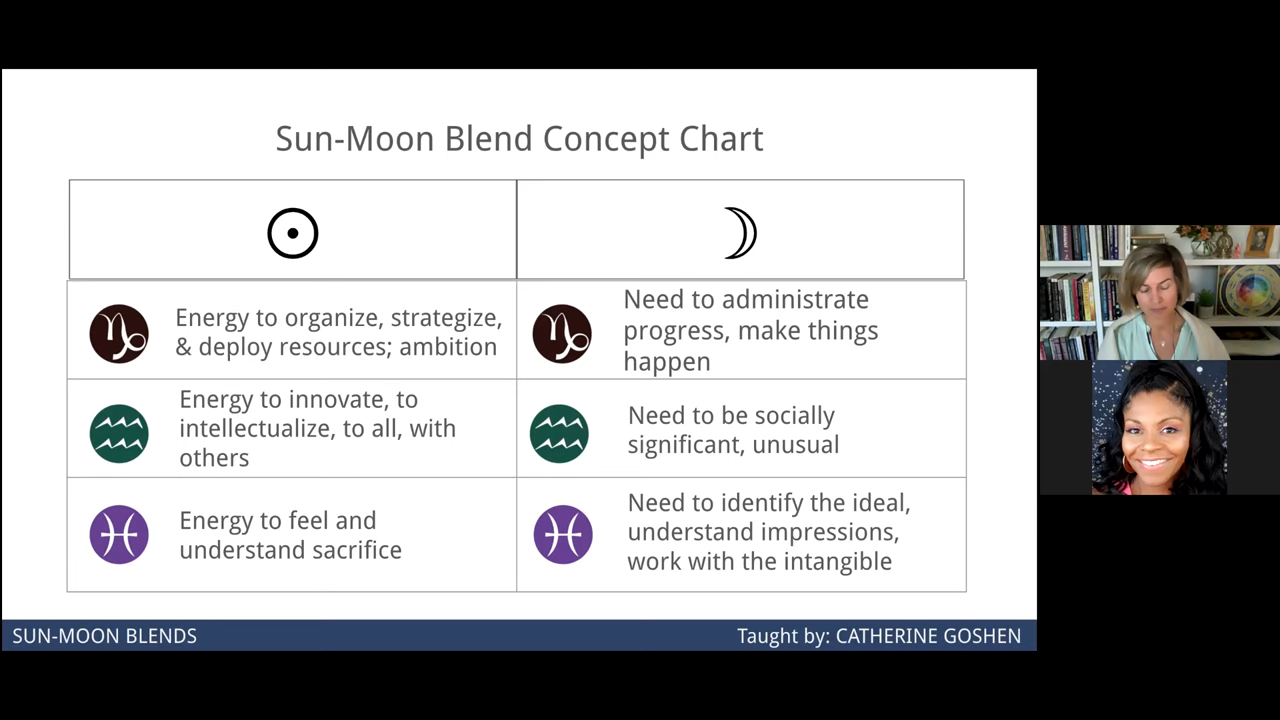 Sun-Moon Blend Concept Chart
Energy to organize, strategize,
& deploy resources; ambition
Need to administrate
progress, make things
happen
Energy to innovate, to
intellectualize, to all, with
others
Need to be socially
significant, unusual
Energy to feel and
understand sacrifice
Need to identify the ideal,
understand impressions,
work with the intangible
SUN-MOON BLENDS
Taught by: CATHERINE GOSHEN